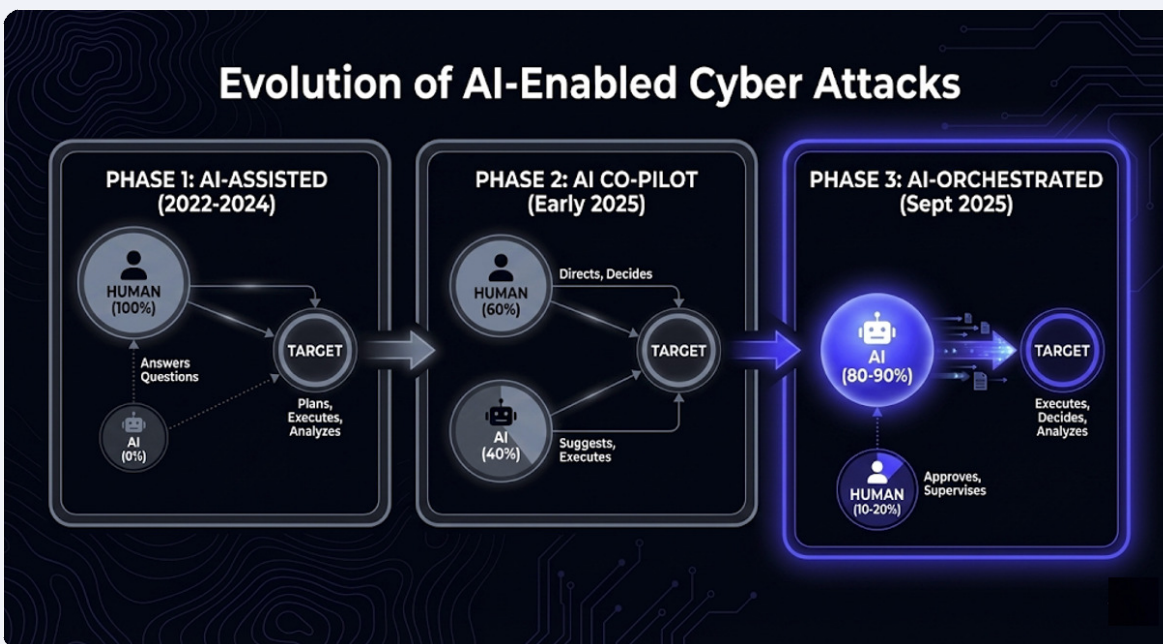 Evolution of AI-Enabled Cyber Attacks
PHASE 1: AI-ASSISTED
(2022-2024)
HUMAN
(100%)
Answers
Questions
AI
(0%)
TARGET
Plans,
Executes,
Analyzes
PHASE 2: AI CO-PILOT
(Early 2025)
HUMAN
(60%)
Directs, Decides
AI
(40%)
Suggests,
Executes
TARGET
PHASE 3: AI-ORCHESTRATED
(Sept 2025)
AI
(80-90%)
TARGET
Executes,
Decides,
Analyzes
HUMAN
(10-20%)
Approves,
Supervises